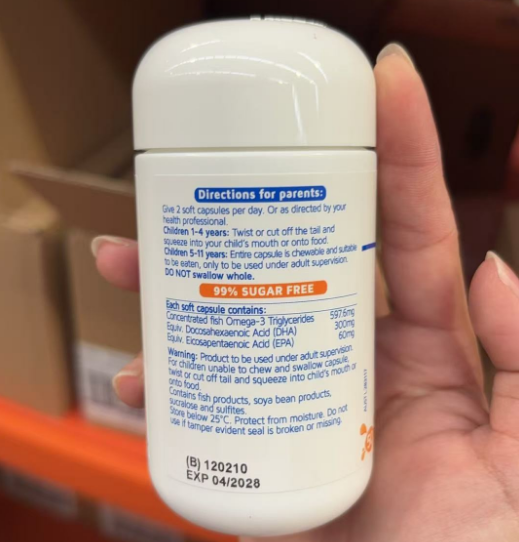 Directions for parents:
Give 2 soft capsules per day. Or as directed by your
health professional.
Children 1-4 years: Twist or cut off the tail and
squeeze into your child's mouth or onto food.
Children 5-11 years: Entire capsule is chewable and suitable
to be eaten, only to be used under adult supervision.
DO NOT swallow whole.
99% SUGAR FREE
Each soft capsule contains:
Concentrated fish Omega-3 Triglycerides 597.6mg
Equiv. Docosahexaenoic Acid (DHA) 300mg
Equiv. Eicosapentaenoic Acid (EPA) 60mg
Warning: Product to be used under adult supervision.
For children unable to chew and swallow capsule,
twist or cut off tail and squeeze into child's mouth or
onto food.
Contains fish products, soya bean products,
sucralose and sulfites.
Store below 25°C. Protect from moisture. Do not
use if tamper evident seal is broken or missing.
(B) 120210
EXP 04/2028